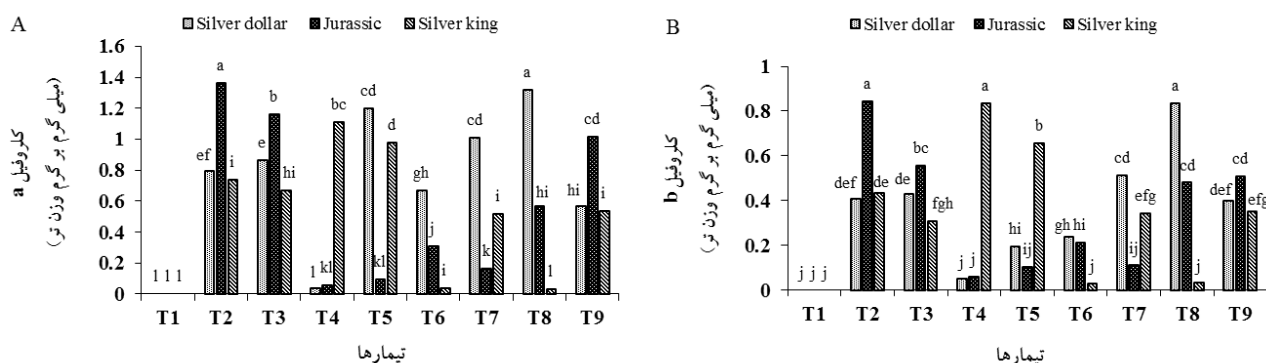 A
Silver dollar Jurassic Silver king
1.6
1.4
1.2
1
0.8
0.6
0.4
0.2
0
کلروفیل a
(میلی گرم بر گرم وزن تر)
l l l ef a i e b hi l kl bc cd kl d gh j i cd k i a hi l hi cd i
T1 T2 T3 T4 T5 T6 T7 T8 T9
تیمارها
B
Silver dollar Jurassic Silver king
1
0.8
0.6
0.4
0.2
0
کلروفیل b
(میلی گرم بر گرم وزن تر)
j j j def a de de bc fgh j j a hi ij b gh hi j cd ij efg a cd j def cd efg
T1 T2 T3 T4 T5 T6 T7 T8 T9
تیمارها